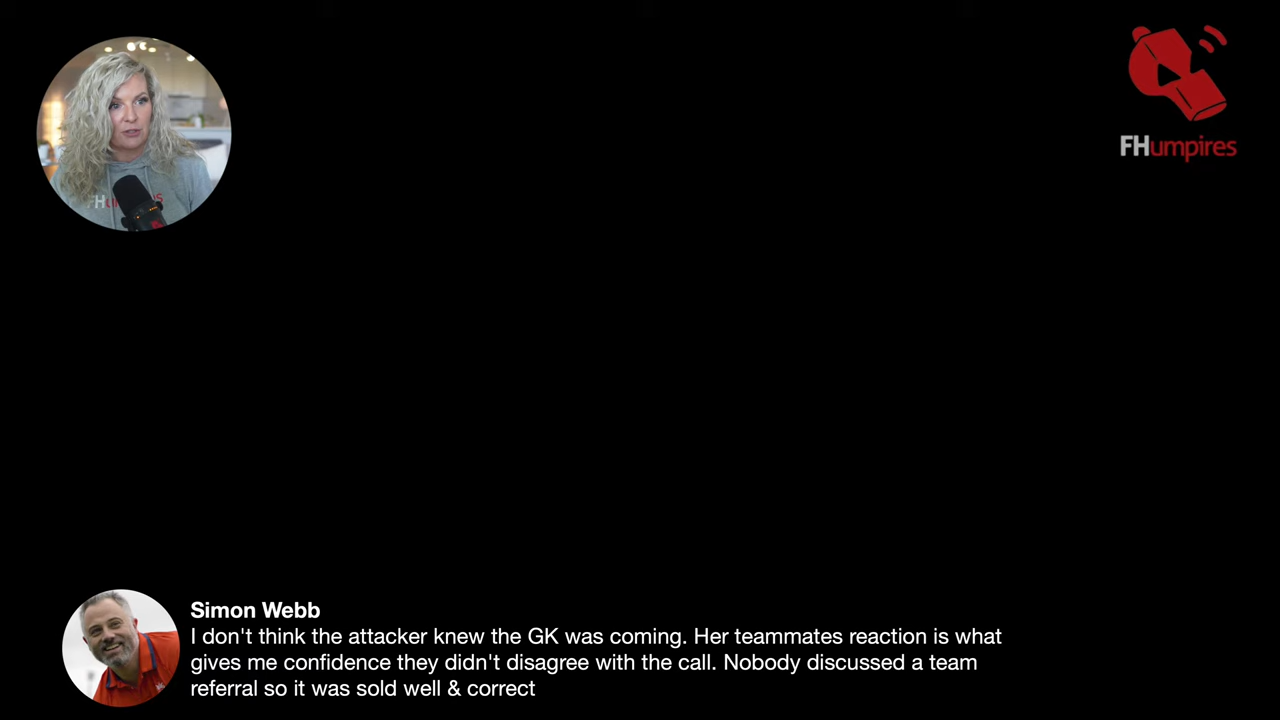 FHumpires
Simon Webb
I don't think the attacker knew the GK was coming. Her teammates reaction is what
gives me confidence they didn't disagree with the call. Nobody discussed a team
referral so it was sold well & correct